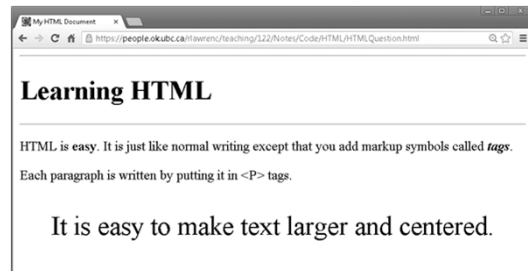 My HTML Document
https://people.ok.ubc.ca/rlawrenc/teaching/122/Notes/Code/HTML/HTMLQuestion.html
Learning HTML
HTML is easy. It is just like normal writing except that you add markup symbols called tags.
Each paragraph is written by putting it in <P> tags.
It is easy to make text larger and centered.